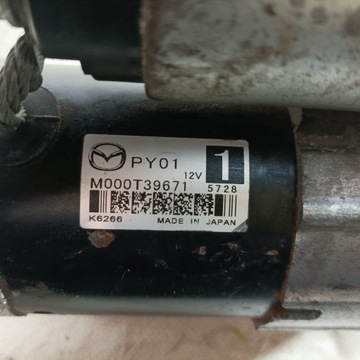 PY01 12V 1
M000T39671 5728
K6266 MADE IN JAPAN